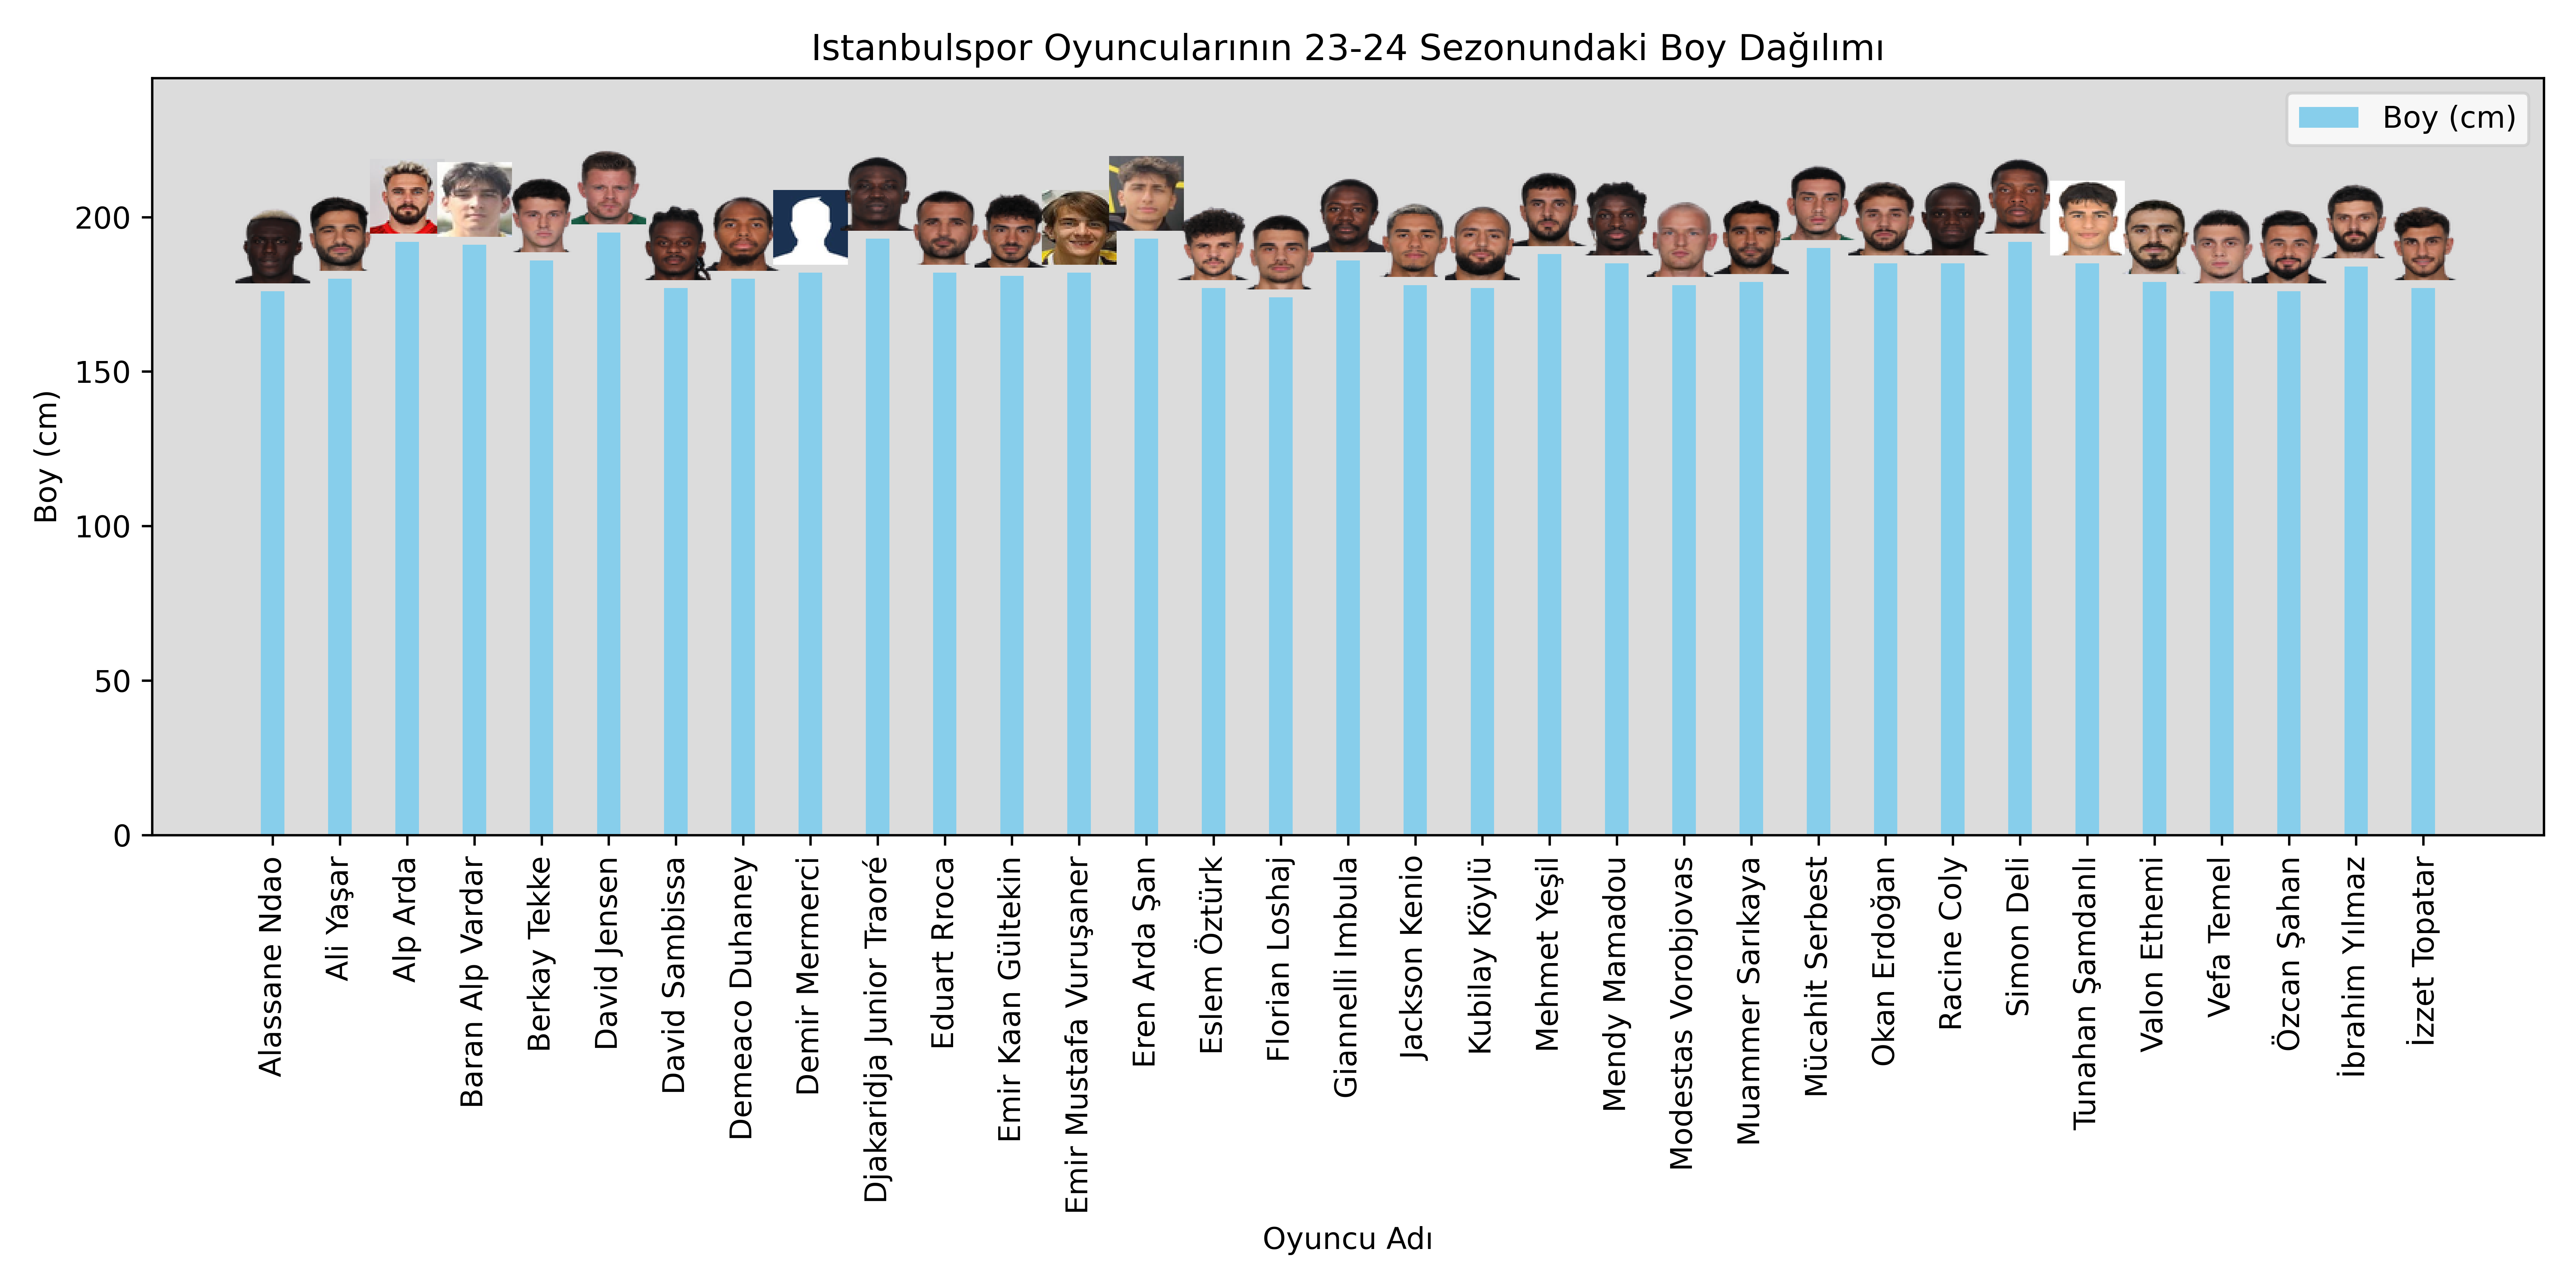 Istanbulspor Oyuncularının 23-24 Sezonundaki Boy Dağılımı
Boy (cm)
Boy (cm)
200
150
100
50
0
Alassane Ndao
Ali Yaşar
Alp Arda
Baran Alp Vardar
Berkay Tekke
David Jensen
David Sambissa
Demeaco Duhaney
Demir Mermerci
Djakaridja Junior Traoré
Eduart Rroca
Emir Kaan Gültekin
Emir Mustafa Vuruşaner
Eren Arda Şan
Eslem Öztürk
Florian Loshaj
Giannelli Imbula
Jackson Kenio
Kubilay Köylü
Mehmet Yeşil
Mendy Mamadou
Modestas Vorobjovas
Muammer Sarıkaya
Mücahit Serbest
Okan Erdoğan
Racine Coly
Simon Deli
Tunahan Şamdanlı
Valon Ethemi
Vefa Temel
Özcan Şahan
İbrahim Yılmaz
İzzet Topatar
Oyuncu Adı